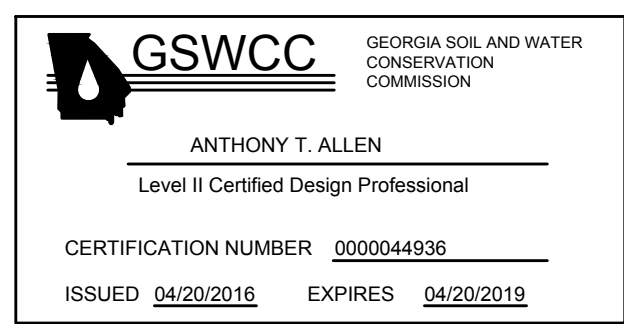 GSWCC
GEORGIA SOIL AND WATER
CONSERVATION
COMMISSION
ANTHONY T. ALLEN
Level II Certified Design Professional
CERTIFICATION NUMBER 0000044936
ISSUED 04/20/2016 EXPIRES 04/20/2019